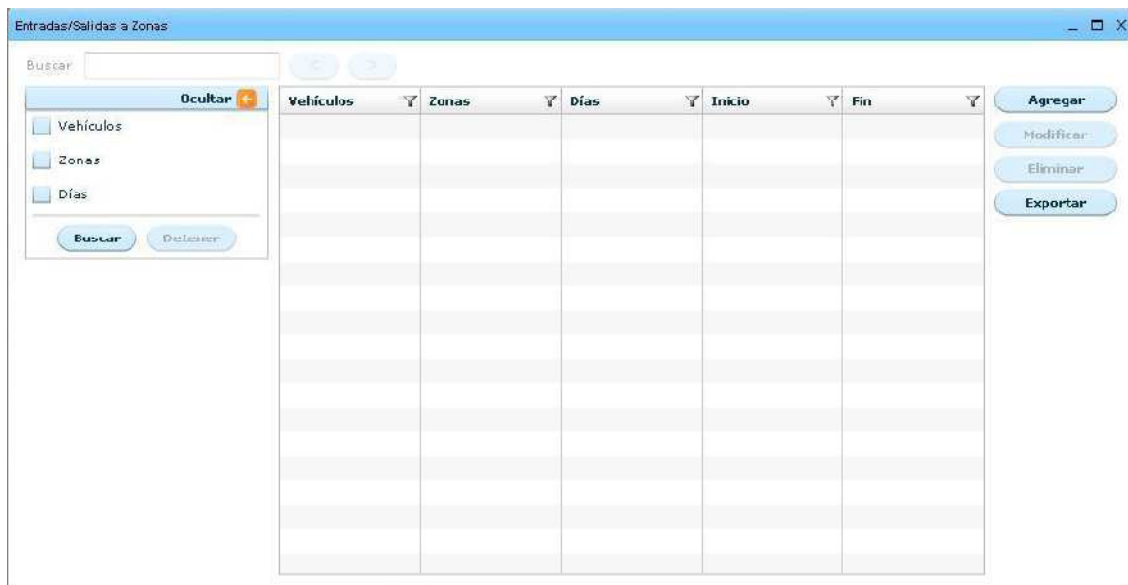 Entradas/Salidas a Zonas
Buscar
< >
Ocultar
Vehículos
Zonas
Días
Buscar Detener
Vehículos Zonas Días Inicio Fin
Agregar
Modificar
Eliminar
Exportar